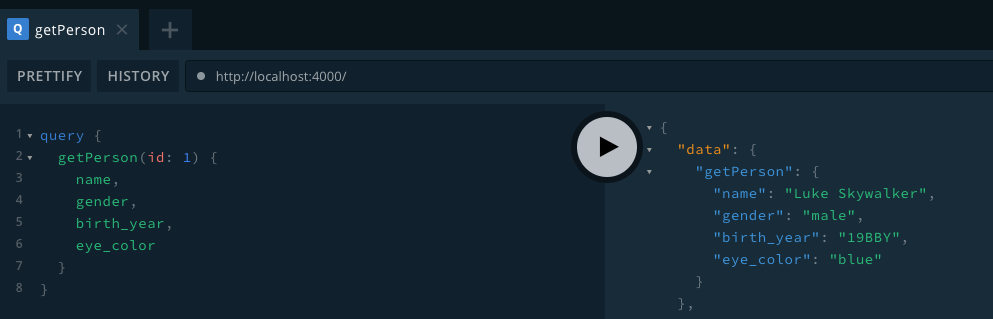 Q getPerson
PRETTIFY HISTORY http://localhost:4000/
1 query {
2 getPerson(id: 1) {
3 name,
4 gender,
5 birth_year,
6 eye_color
7 }
8 }
{
"data": {
"getPerson": {
"name": "Luke Skywalker",
"gender": "male",
"birth_year": "19BBY",
"eye_color": "blue"
}
},